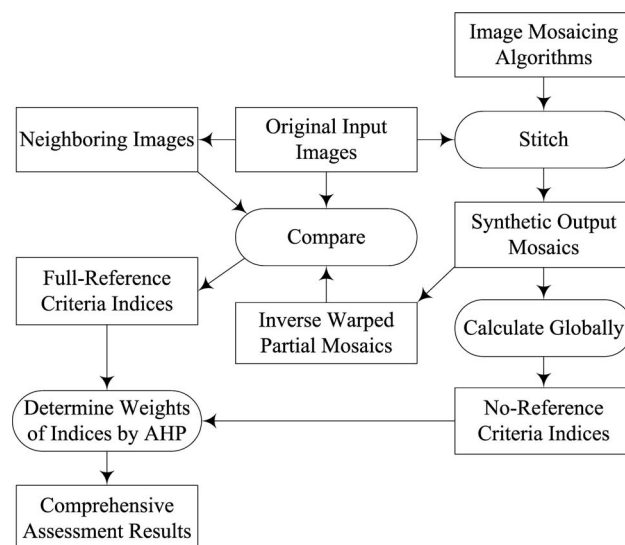 Image Mosaicing
Algorithms
Neighboring Images
Original Input
Images
Stitch
Compare
Synthetic Output
Mosaics
Full-Reference
Criteria Indices
Inverse Warped
Partial Mosaics
Calculate Globally
Determine Weights
of Indices by AHP
No-Reference
Criteria Indices
Comprehensive
Assessment Results